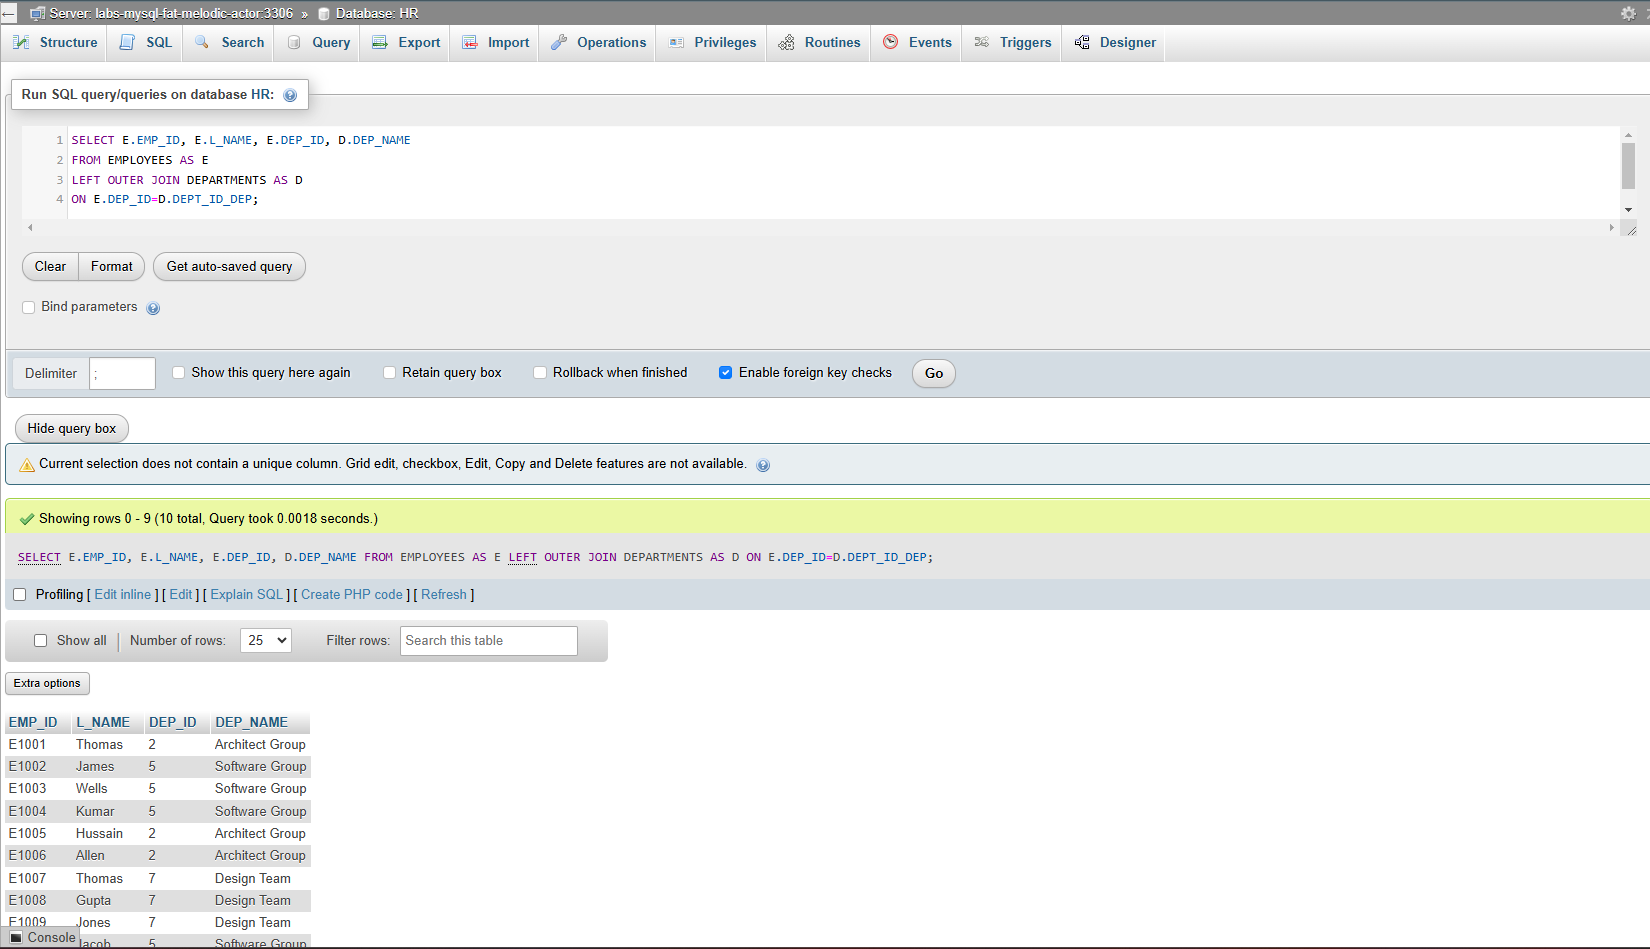 Server: labs-mysql-fat-melodic-actor:3306 » Database: HR
Structure SQL Search Query Export Import Operations Privileges Routines Events Triggers Designer
Run SQL query/queries on database HR:
1 SELECT E.EMP_ID, E.L_NAME, E.DEP_ID, D.DEP_NAME
2 FROM EMPLOYEES AS E
3 LEFT OUTER JOIN DEPARTMENTS AS D
4 ON E.DEP_ID=D.DEPT_ID_DEP;
Clear Format Get auto-saved query
Bind parameters
Delimiter ; Show this query here again Retain query box Rollback when finished Enable foreign key checks Go
Hide query box
Current selection does not contain a unique column. Grid edit, checkbox, Edit, Copy and Delete features are not available.
Showing rows 0 - 9 (10 total, Query took 0.0018 seconds.)
SELECT E.EMP_ID, E.L_NAME, E.DEP_ID, D.DEP_NAME FROM EMPLOYEES AS E LEFT OUTER JOIN DEPARTMENTS AS D ON E.DEP_ID=D.DEPT_ID_DEP;
Profiling [ Edit inline ] [ Edit ] [ Explain SQL ] [ Create PHP code ] [ Refresh ]
Show all Number of rows: 25 Filter rows: Search this table
Extra options
EMP_ID L_NAME DEP_ID DEP_NAME
E1001 Thomas 2 Architect Group
E1002 James 5 Software Group
E1003 Wells 5 Software Group
E1004 Kumar 5 Software Group
E1005 Hussain 2 Architect Group
E1006 Allen 2 Architect Group
E1007 Thomas 7 Design Team
E1008 Gupta 7 Design Team
E1009 Jones 7 Design Team
Jacob 5 Software Group
Console